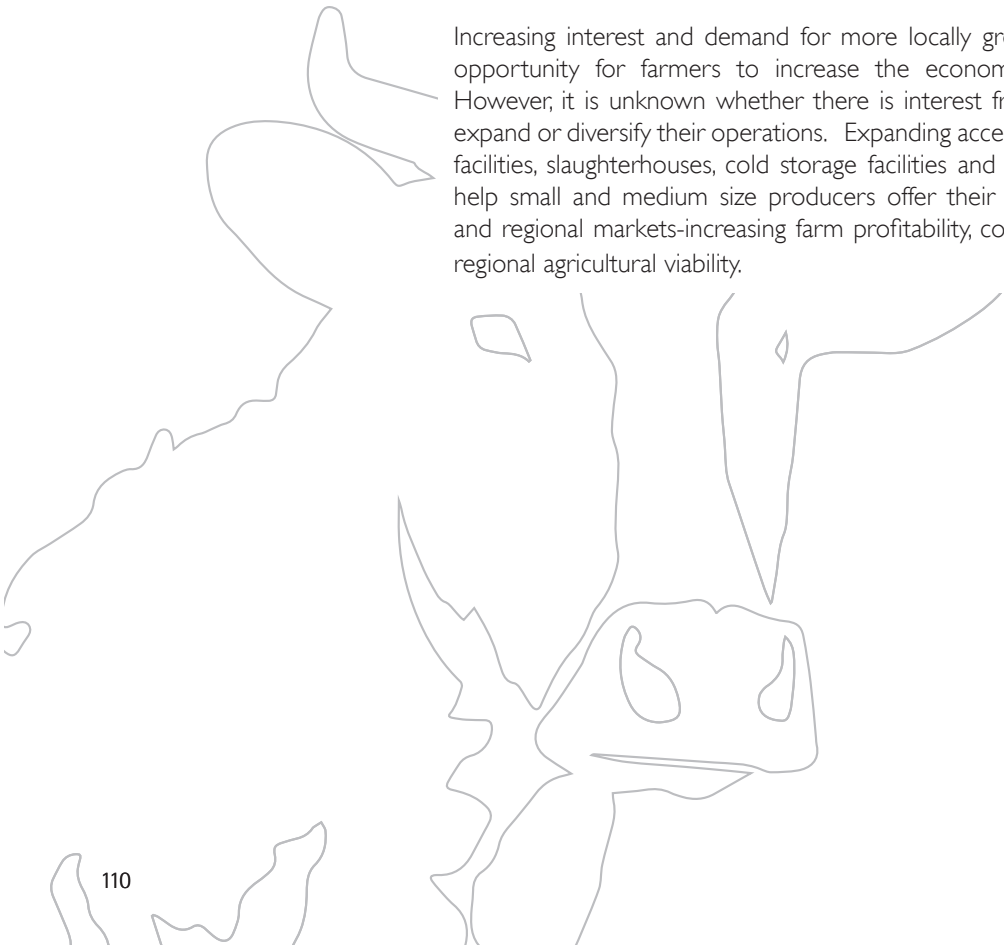 Increasing interest and demand for more locally
opportunity for farmers to increase the
However, it is unknown whether there is interest
expand or diversify their operations. Expanding
facilities, slaughterhouses, cold storage facilities and
help small and medium size producers offer their
and regional markets-increasing farm profitability,
regional agricultural viability.
110